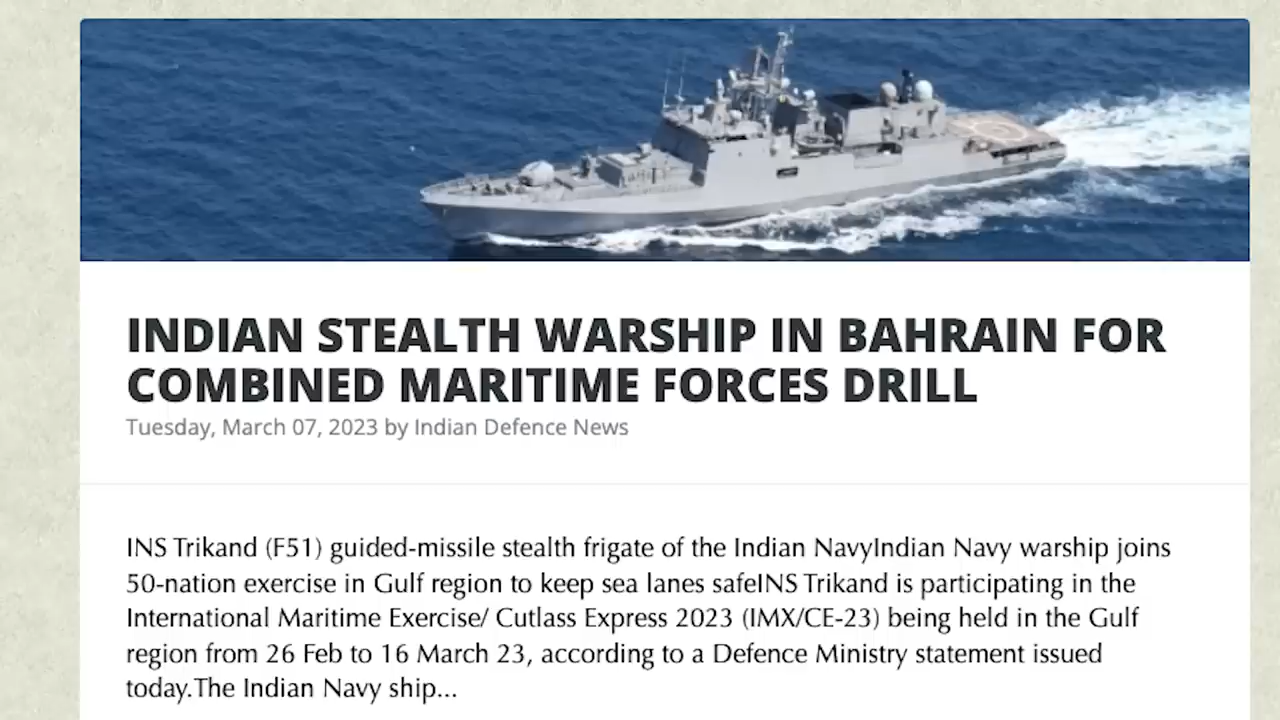 INDIAN STEALTH WARSHIP IN BAHRAIN FOR
COMBINED MARITIME FORCES DRILL
Tuesday, March 07, 2023 by Indian Defence News
INS Trikand (F51) guided-missile stealth frigate of the Indian NavyIndian Navy warship joins
50-nation exercise in Gulf region to keep sea lanes safeINS Trikand is participating in the
International Maritime Exercise/ Cutlass Express 2023 (IMX/CE-23) being held in the Gulf
region from 26 Feb to 16 March 23, according to a Defence Ministry statement issued
today.The Indian Navy ship...